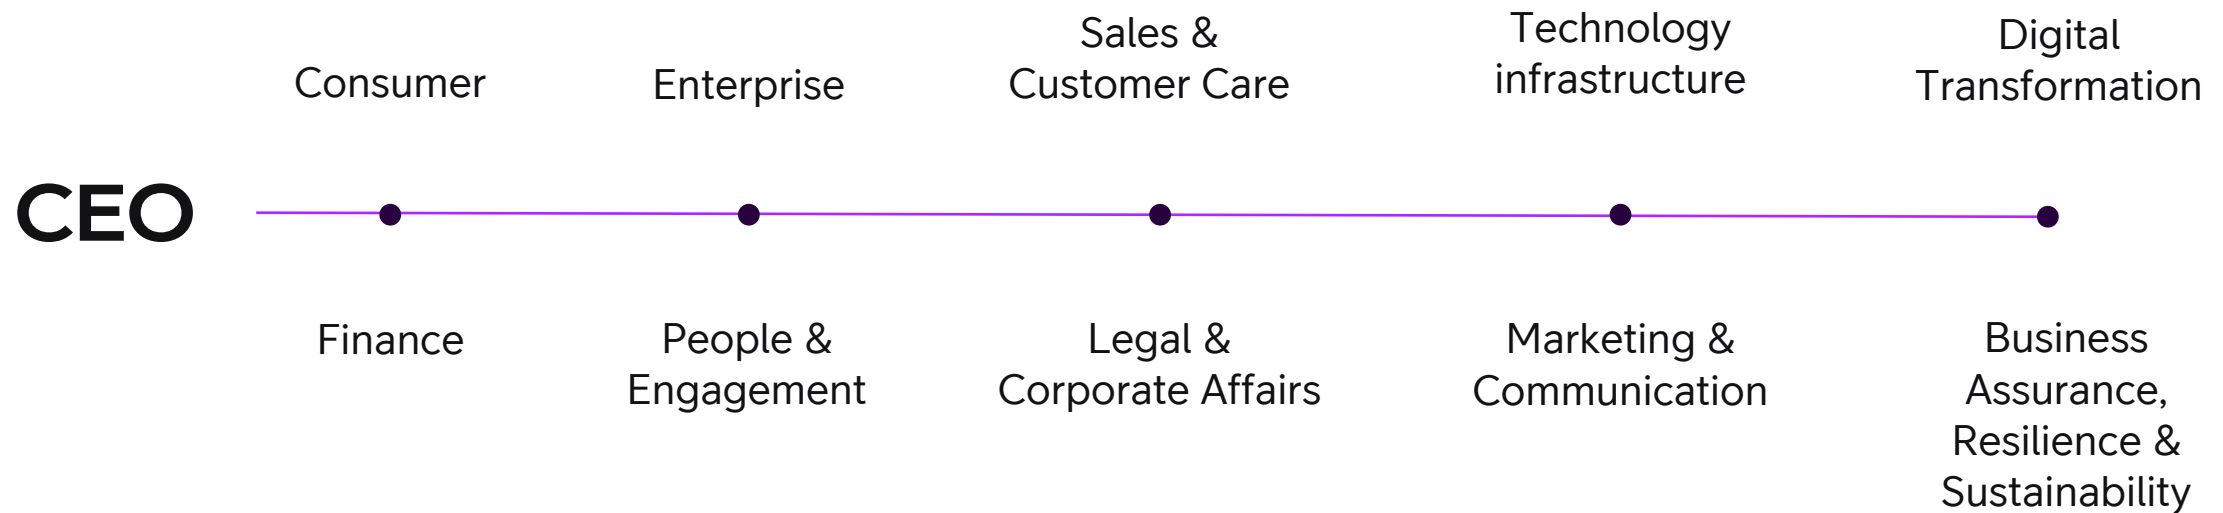 Consumer
Enterprise
Sales &
Customer Care
Technology
infrastructure
Digital
Transformation
CEO
Finance
People &
Engagement
Legal &
Corporate Affairs
Marketing &
Communication
Business
Assurance,
Resilience &
Sustainability